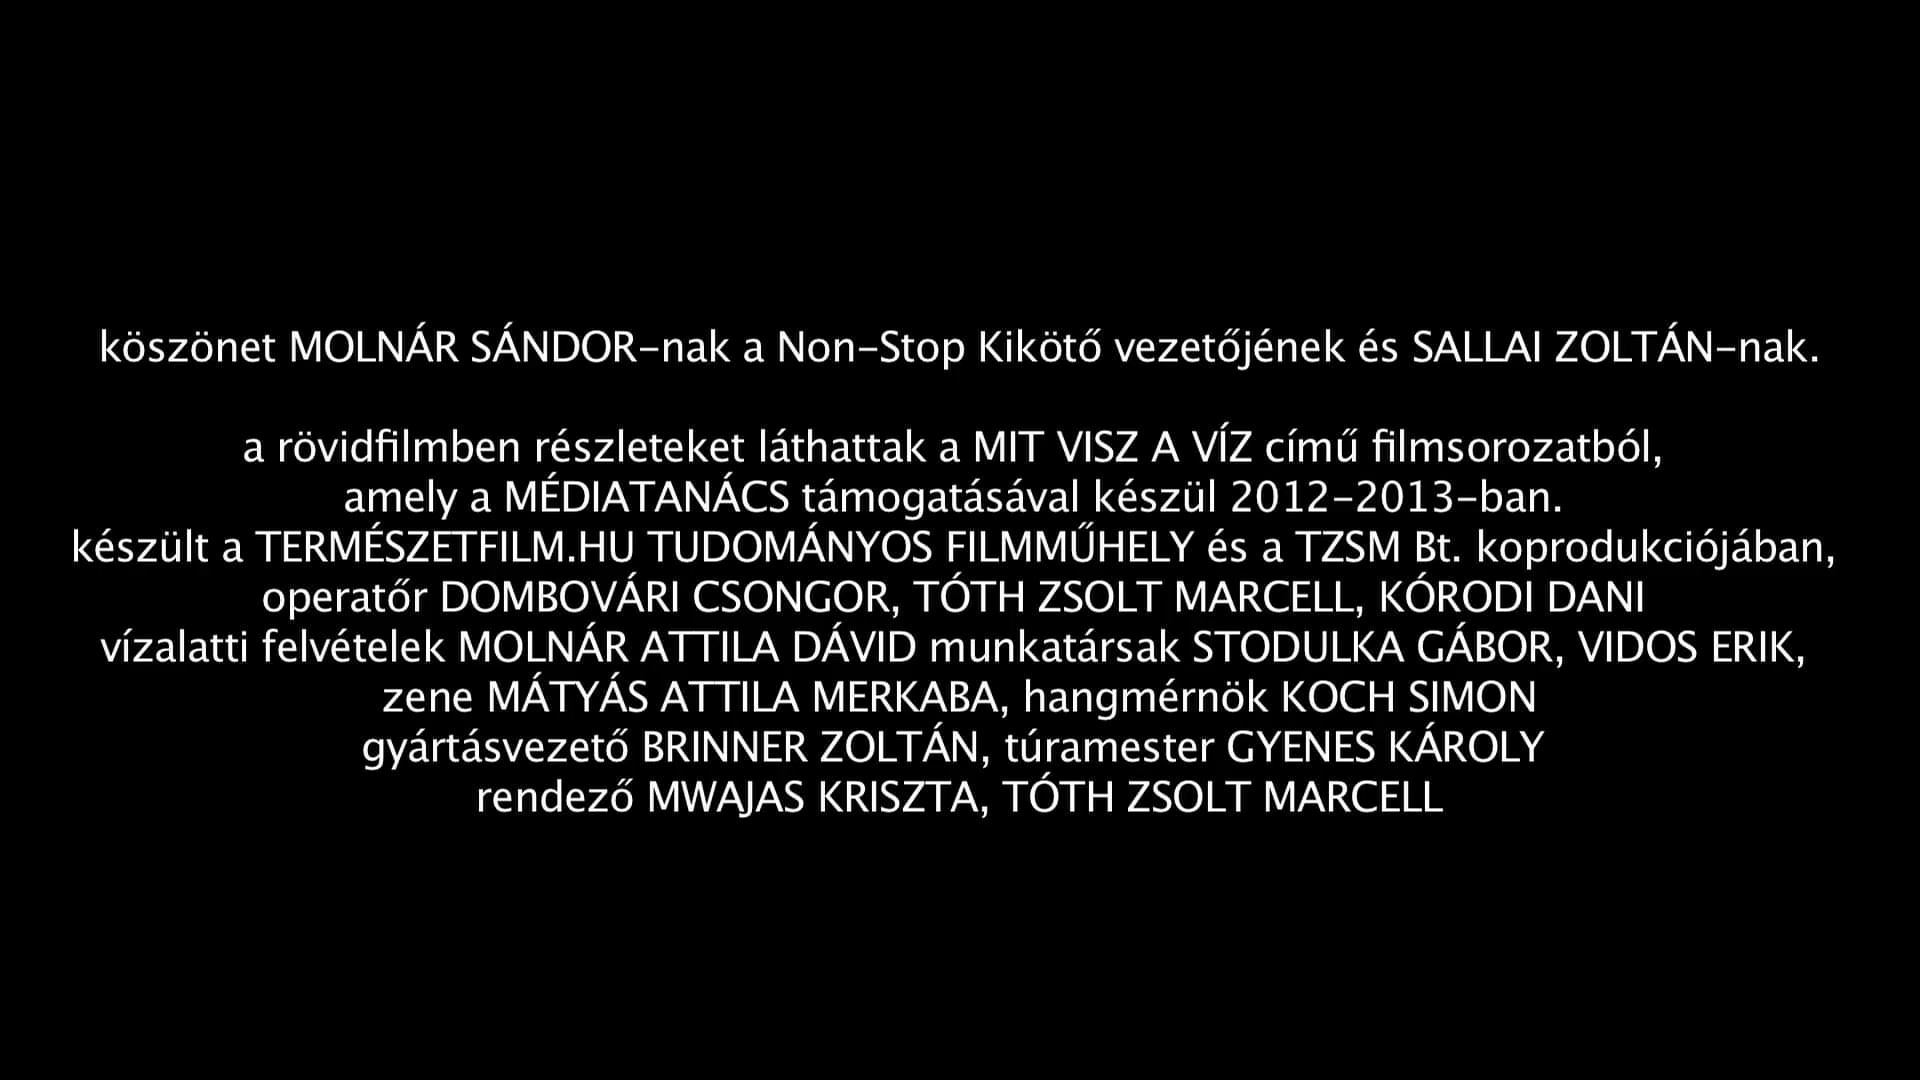 köszönet MOLNÁR SÁNDOR-nak a Non-Stop Kikötő vezetőjének és SALLAI ZOLTÁN-nak.
a rövidfilmben részleteket láthattak a MIT VISZ A VÍZ című filmsorozatból,
amely a MÉDIATANÁCS támogatásával készül 2012-2013-ban.
készült a TERMÉSZETFILM.HU TUDOMÁNYOS FILMMŰHELY és a TZSM Bt. koprodukciójában,
operatőr DOMBOVÁRI CSONGOR, TÓTH ZSOLT MARCELL, KÓRODI DANI
vízalatti felvételek MOLNÁR ATTILA DÁVID munkatársak STODULKA GÁBOR, VIDOS ERIK,
zene MÁTYÁS ATTILA MERKABA, hangmérnök KOCH SIMON
gyártásvezető BRINNER ZOLTÁN, túramester GYENES KÁROLY
rendező MWAJAS KRISZTA, TÓTH ZSOLT MARCELL